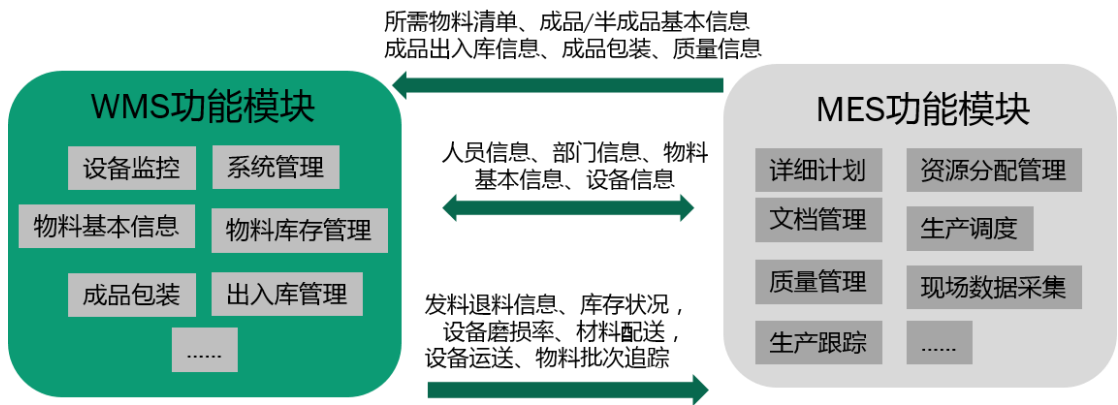 所需物料清单、成品/半成品基本信息
成品出入库信息、成品包装、质量信息
WMS功能模块
设备监控
系统管理
物料基本信息
物料库存管理
成品包装
出入库管理
......
人员信息、部门信息、物料
基本信息、设备信息
发料退料信息、库存状况，
设备磨损率、材料配送，
设备运送、物料批次追踪
MES功能模块
详细计划
资源分配管理
文档管理
生产调度
质量管理
现场数据采集
生产跟踪
......